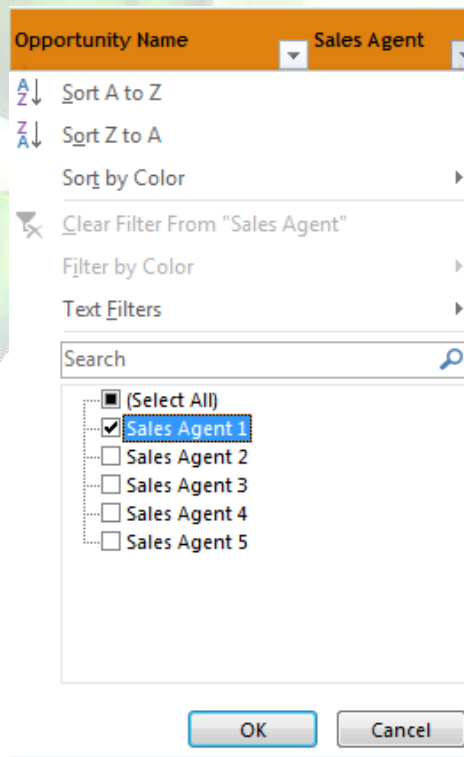 Opportunity Name Sales Agent
Sort A to Z
Sort Z to A
Sort by Color
Clear Filter From "Sales Agent"
Filter by Color
Text Filters
Search
(Select All)
Sales Agent 1
Sales Agent 2
Sales Agent 3
Sales Agent 4
Sales Agent 5
OK Cancel